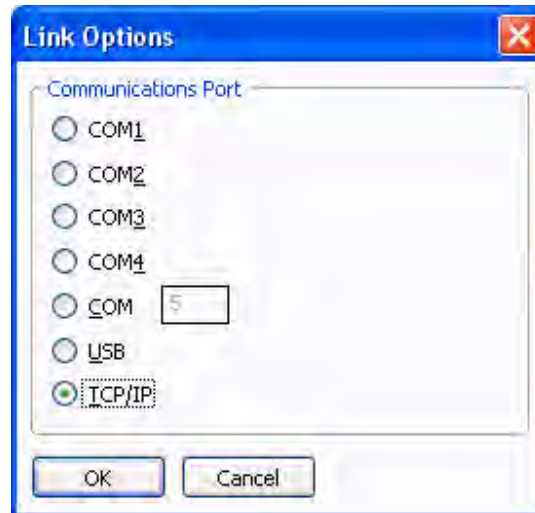 Link Options
Communications Port
COM1
COM2
COM3
COM4
COM 5
USB
TCP/IP
OK Cancel